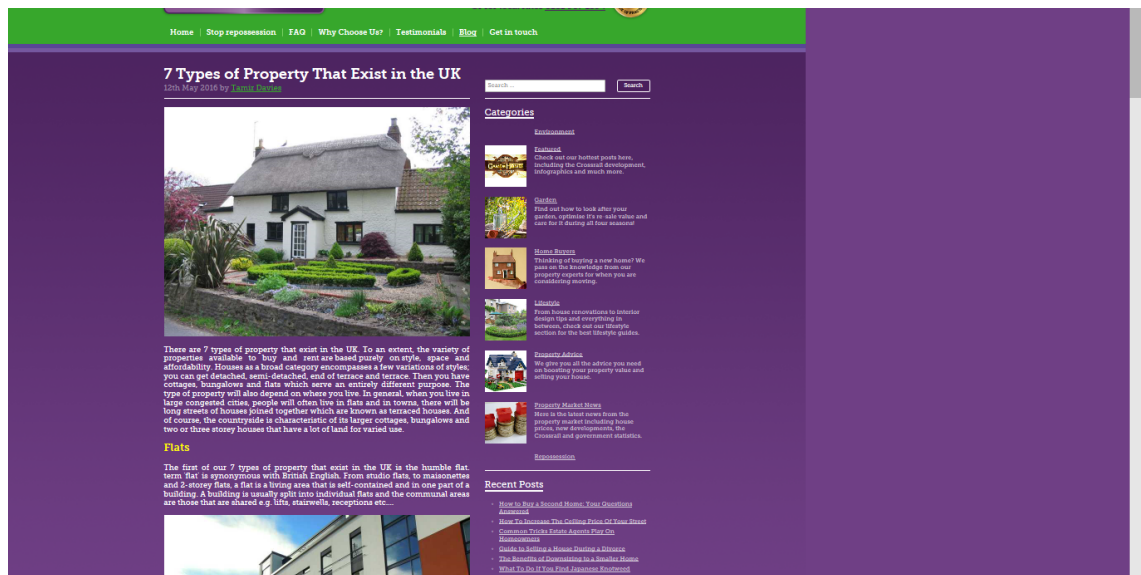 Home | Stop repossession | FAQ | Why Choose Us? | Testimonials | Blog | Get in touch
7 Types of Property That Exist in the UK
12th May 2016 by Tamir Davies
There are 7 types of property that exist in the UK. To an extent, the variety of
properties available to buy and rent are based purely on style, space and
affordability. Houses as a broad category encompasses a few variations of styles;
you can get detached, semi-detached, end of terrace and terrace. Then you have
cottages, bungalows and flats which serve an entirely different purpose. The
type of property will also depend on where you live. In general, when you live in
large congested cities, people will often live in flats and in towns, there will be
long streets of houses joined together which are known as terraced houses. And
of course, the countryside is characteristic of its larger cottages, bungalows and
two or three storey houses that have a lot of land for varied use.
Flats
The first of our 7 types of property that exist in the UK is the humble flat.
term 'flat' is synonymous with British English. From studio flats, to maisonettes
and 2-storey flats, a flat is a living area that is self-contained and in one part of a
building. A building is usually split into individual flats and the communal areas
are those that are shared e.g. lifts, stairwells, receptions etc....
Search ...
Search
Categories
Environment
Featured
Check out our hottest posts here,
including the Crossrail development,
infographics and much more.
Garden
Find out how to look after your
garden, optimise it's re-sale value and
care for it during all four seasons!
Home Buyers
Thinking of buying a new home? We
pass on the knowledge from our
property experts for when you are
considering moving.
Lifestyle
From house renovations to interior
design tips and everything in
between, check out our lifestyle
section for the best lifestyle guides.
Property Advice
We give you all the advice you need
on boosting your property value and
selling your house.
Property Market News
Here is the latest news from the
property market including house
prices, new developments, the
Crossrail and government statistics.
Repossession
Recent Posts
How to Buy a Second Home: Your Questions
Answered
How To Increase The Ceiling Price Of Your Street
Common Tricks Estate Agents Play On
Homeowners
Guide to Selling a House During a Divorce
The Benefits of Downsizing to a Smaller Home
What To Do If You Find Japanese Knotweed